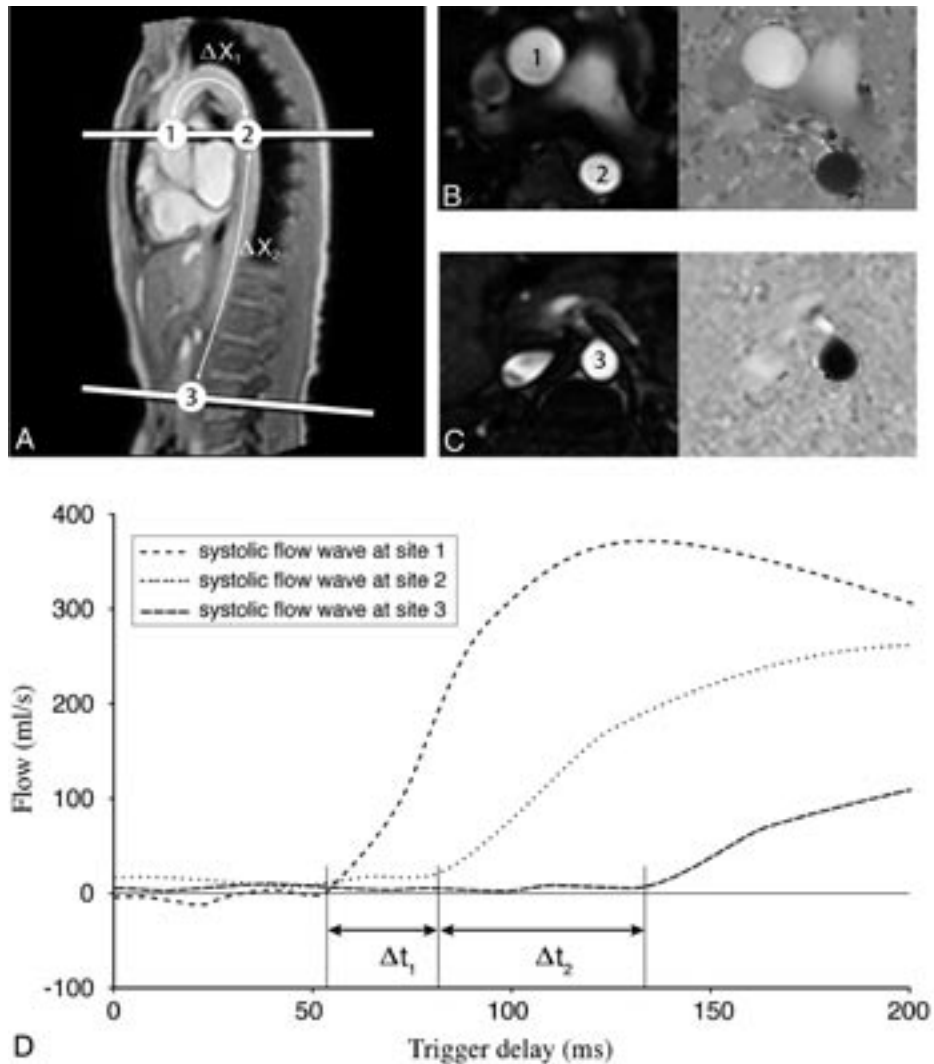 ΔX₁
1
2
ΔX₂
3
A
1
2
B
3
C
400
300
200
100
0
-100
Flow (ml/s)
systolic flow wave at site 1
systolic flow wave at site 2
systolic flow wave at site 3
Δt₁
Δt₂
0
50
100
150
200
Trigger delay (ms)
D